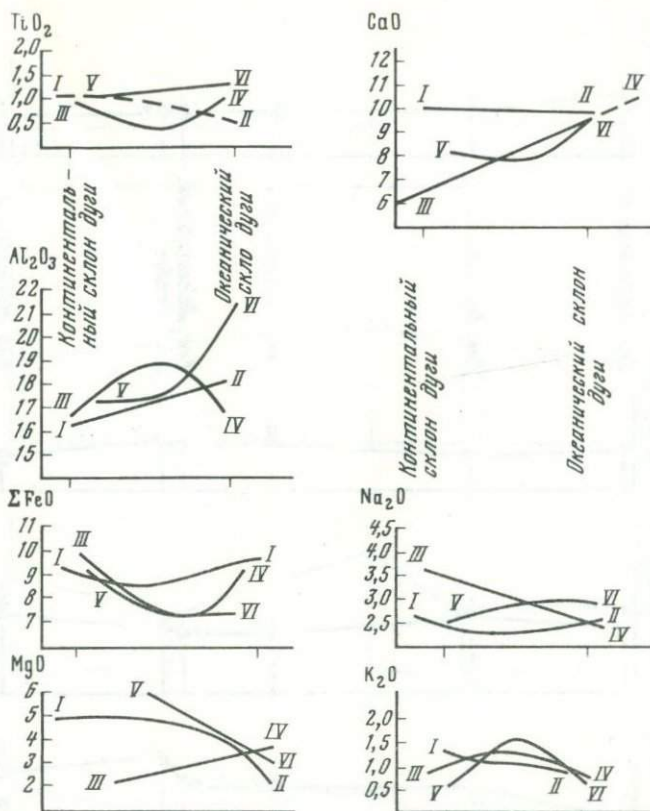 TiO2
2,0
1,5
1,0
0,5
I
V
VI
III
IV
II
CaO
12
11
10
9
8
7
6
I
II
IV
V
VI
III
Континенталь-
ный склон дуги
Океанический
скло дуги
Al2O3
22
21
20
19
18
17
16
15
VI
III
V
II
I
IV
Континентальный
склон дуги
Океанический склон
дуги
ΣFeO
11
10
9
8
7
III
I
I
IV
V
VI
Na2O
4,5
4,0
3,5
3,0
2,5
III
I
V
VI
II
IV
MgO
6
5
4
3
2
V
I
IV
VI
III
II
K2O
2,0
1,5
1,0
0,5
I
III
V
II
IV
VI